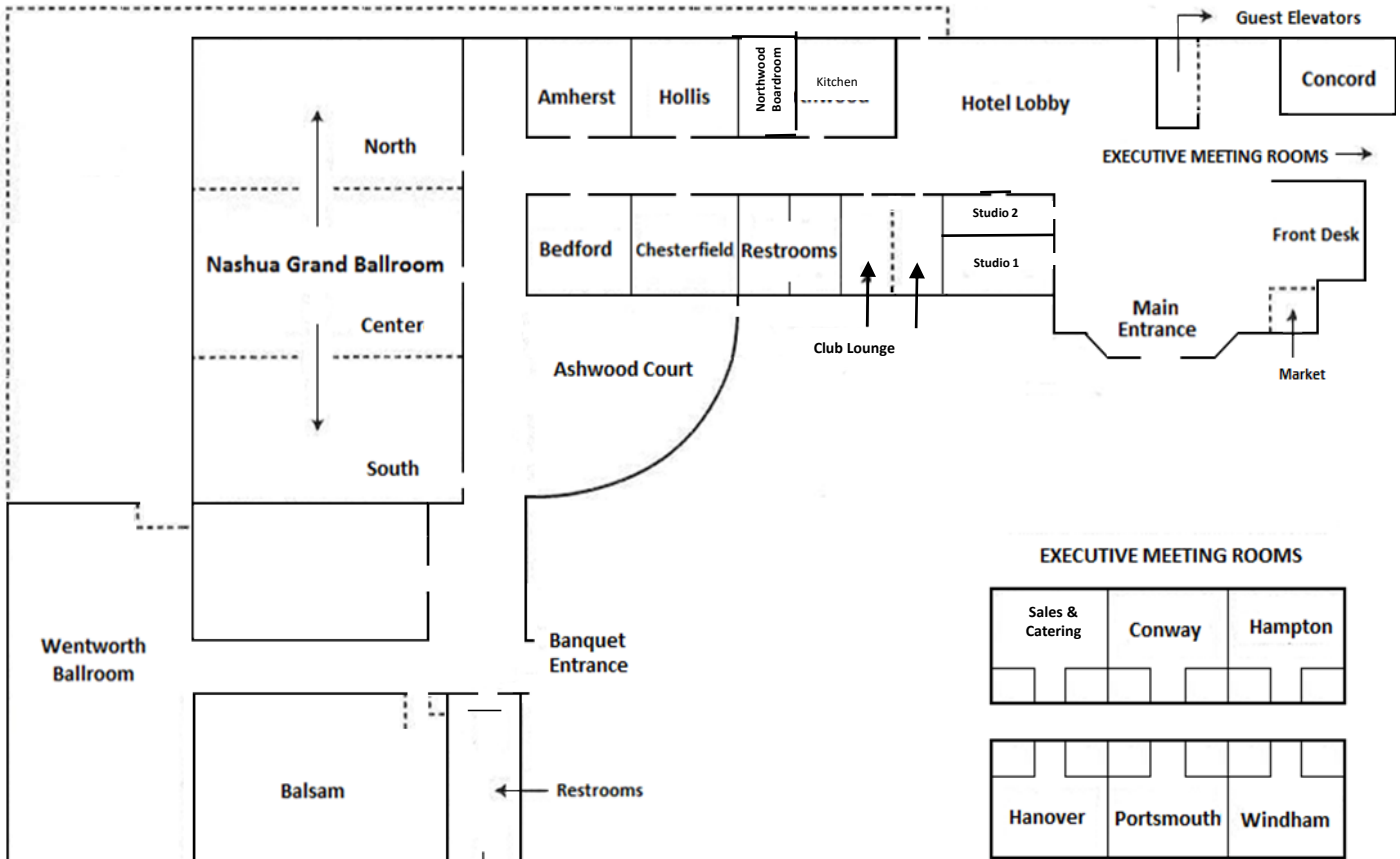 Guest Elevators
Northwood
Boardroom
Kitchen
Concord
Amherst
Hollis
Hotel Lobby
North
EXECUTIVE MEETING ROOMS
Studio 2
Bedford
Chesterfield
Restrooms
Front Desk
Nashua Grand Ballroom
Studio 1
Main
Entrance
Center
Club Lounge
Ashwood Court
Market
South
EXECUTIVE MEETING ROOMS
Sales &
Catering
Conway
Hampton
Wentworth
Ballroom
Banquet
Entrance
Balsam
Restrooms
Hanover
Portsmouth
Windham